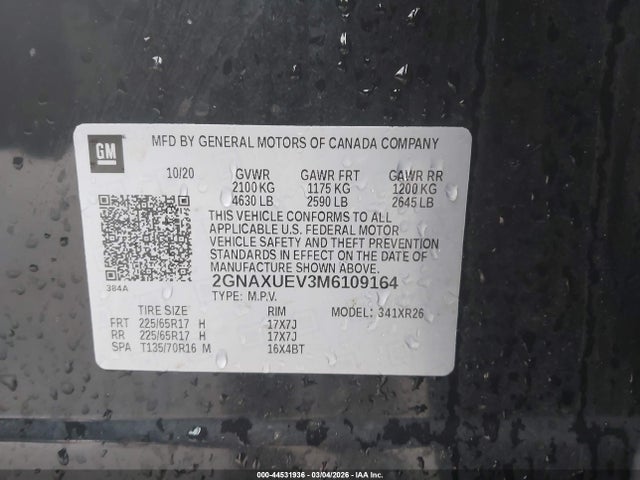 GM
MFD BY GENERAL MOTORS OF CANADA COMPANY
10/20 GVWR GAWR FRT GAWR RR
2100 KG 1175 KG 1200 KG
4630 LB 2590 LB 2645 LB
THIS VEHICLE CONFORMS TO ALL
APPLICABLE U.S. FEDERAL MOTOR
VEHICLE SAFETY AND THEFT PREVENTION
STANDARDS IN EFFECT ON THE DATE OF
MANUFACTURE SHOWN ABOVE.
384A
2GNAXUEV3M6109164
TYPE: M.P.V.
TIRE SIZE RIM MODEL: 341XR26
FRT 225/65R17 H 17X7J
RR 225/65R17 H 17X7J
SPA T135/70R16 M 16X4BT
000-44531936 - 03/04/2026 - IAA Inc.